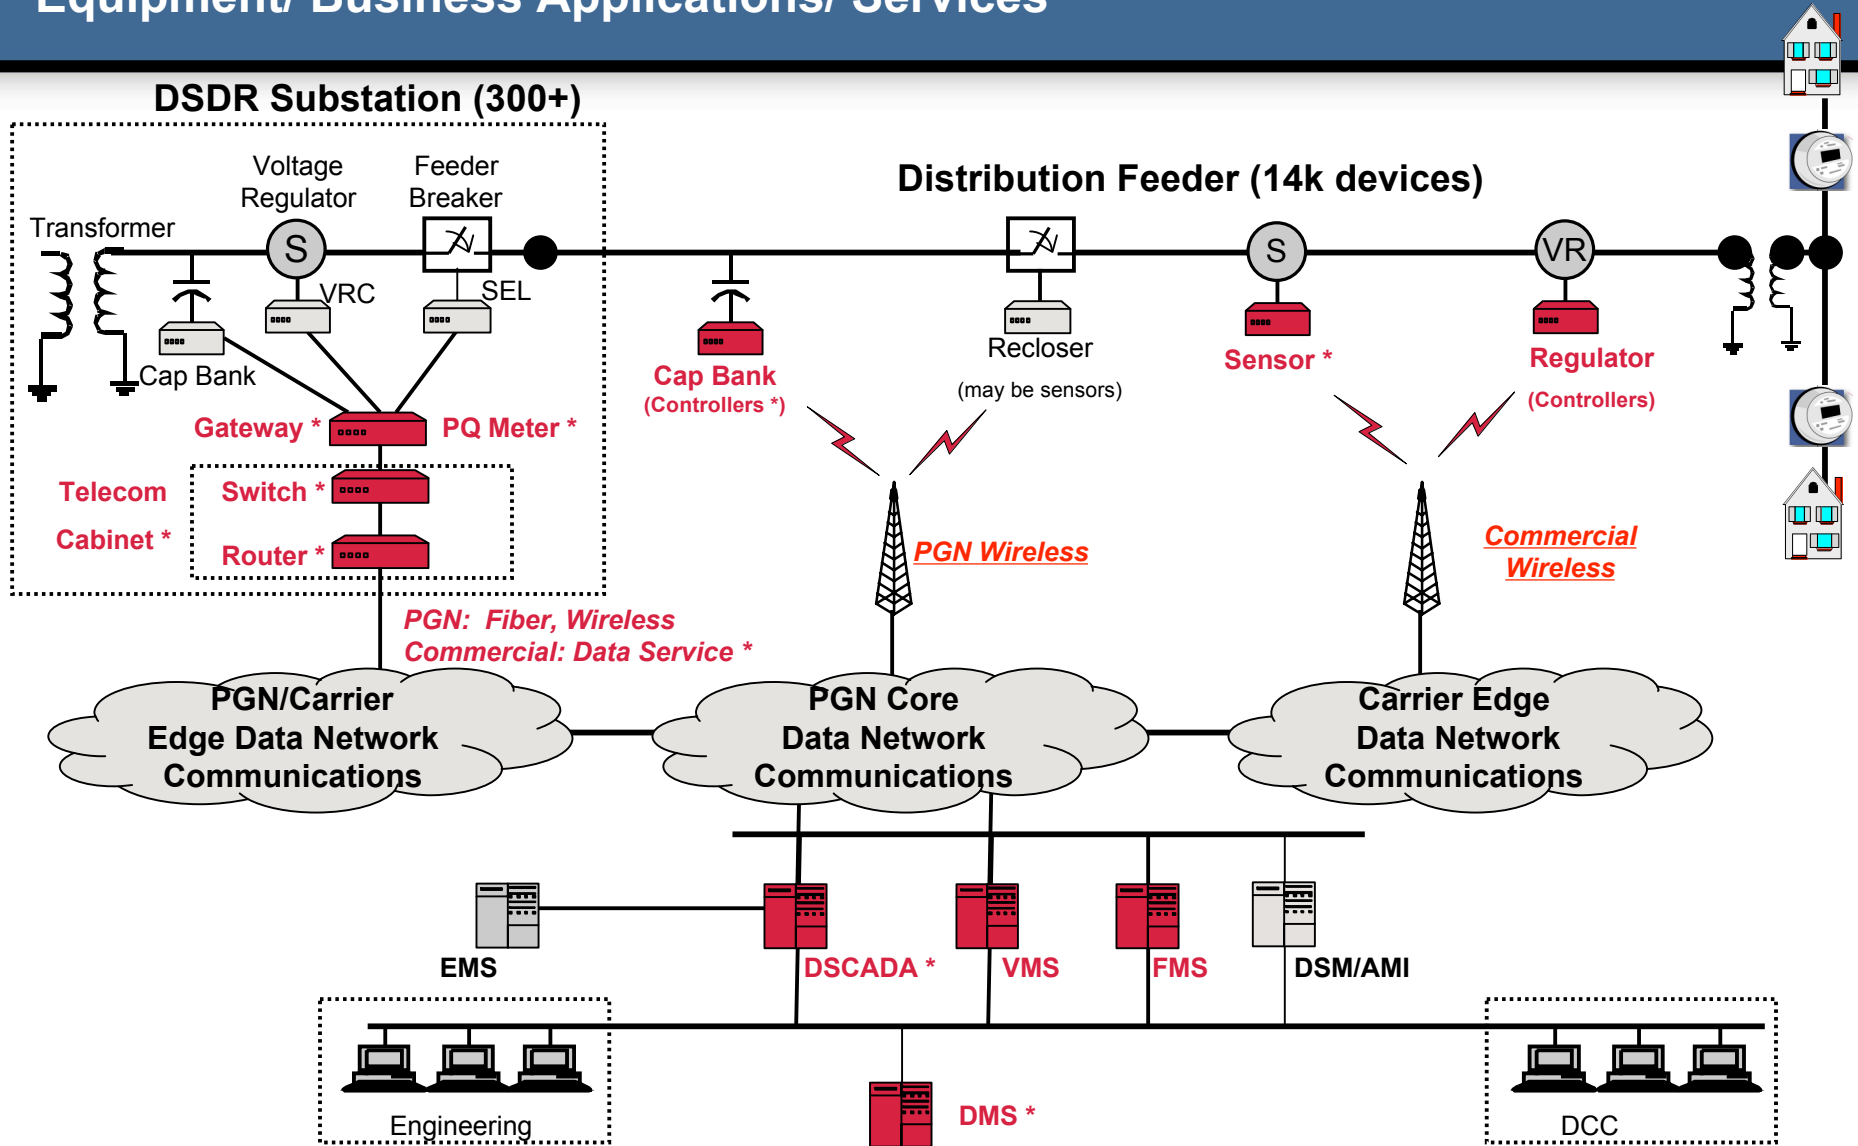 Equipment/ Business Applications/ Services
DSDR Substation (300+)
Voltage
Regulator
Feeder
Breaker
Distribution Feeder (14k devices)
Transformer
S
S
VR
VRC
SEL
Cap Bank
Cap Bank
(Controllers *)
Recloser
(may be sensors)
Sensor *
Regulator
(Controllers)
Gateway *
PQ Meter *
Telecom
Cabinet *
Switch *
Router *
PGN Wireless
Commercial
Wireless
PGN: Fiber, Wireless
Commercial: Data Service *
PGN/Carrier
Edge Data Network
Communications
PGN Core
Data Network
Communications
Carrier Edge
Data Network
Communications
EMS
DSCADA *
VMS
FMS
DSM/AMI
Engineering
DMS *
DCC